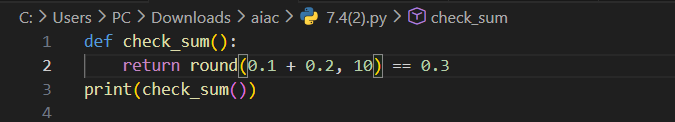 C: > Users > PC > Downloads > aiac > 7.4(2).py > check_sum
1 def check_sum():
2     return round(0.1 + 0.2, 10) == 0.3
3 print(check_sum())
4